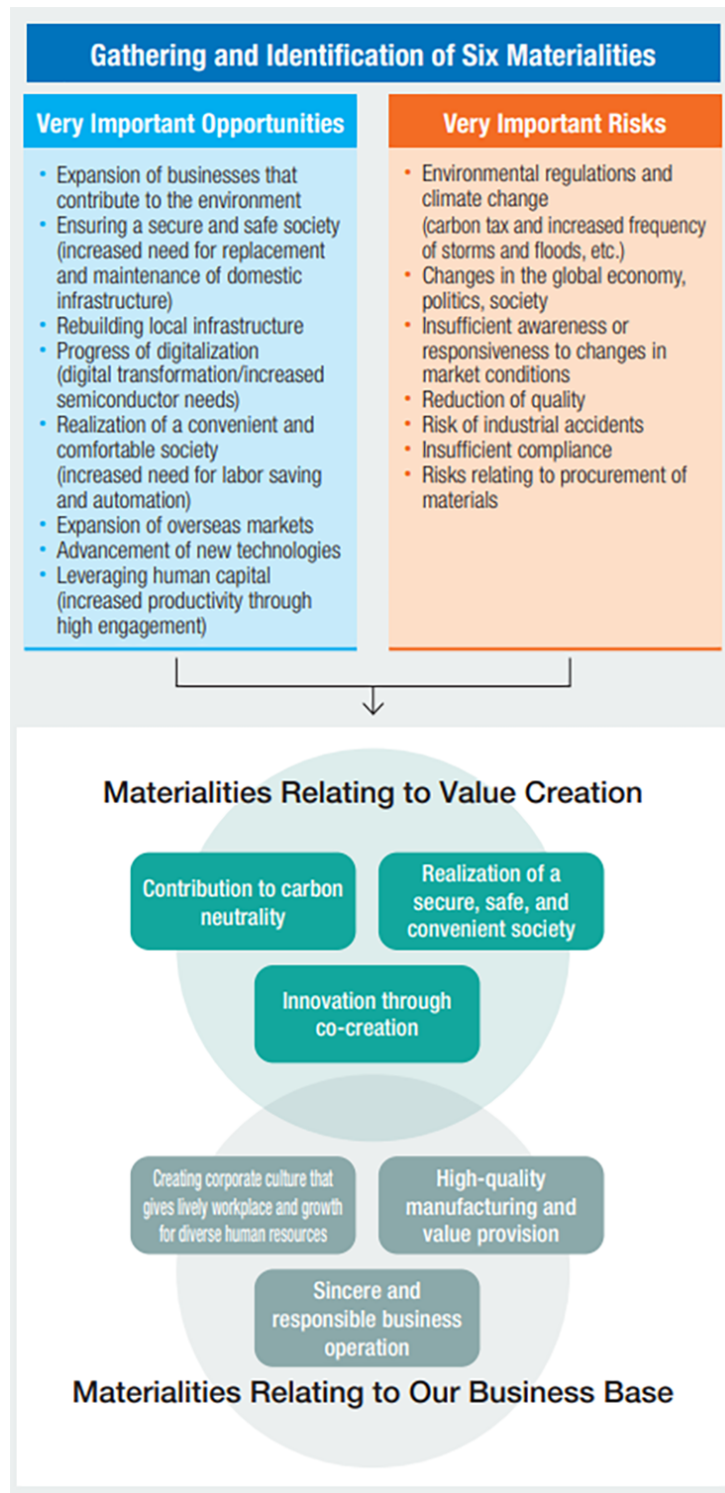 Gathering and Identification of Six Materialities
Very Important Opportunities
• Expansion of businesses that
contribute to the environment
• Ensuring a secure and safe society
(increased need for replacement
and maintenance of domestic
infrastructure)
• Rebuilding local infrastructure
• Progress of digitalization
(digital transformation/increased
semiconductor needs)
• Realization of a convenient and
comfortable society
(increased need for labor saving
and automation)
• Expansion of overseas markets
• Advancement of new technologies
• Leveraging human capital
(increased productivity through
high engagement)
Very Important Risks
• Environmental regulations and
climate change
(carbon tax and increased frequency
of storms and floods, etc.)
• Changes in the global economy,
politics, society
• Insufficient awareness or
responsiveness to changes in
market conditions
• Reduction of quality
• Risk of industrial accidents
• Insufficient compliance
• Risks relating to procurement of
materials
Materialities Relating to Value Creation
Contribution to carbon
neutrality
Realization of a
secure, safe, and
convenient society
Innovation through
co-creation
Creating corporate culture that
gives lively workplace and growth
for diverse human resources
High-quality
manufacturing and
value provision
Sincere and
responsible business
operation
Materialities Relating to Our Business Base